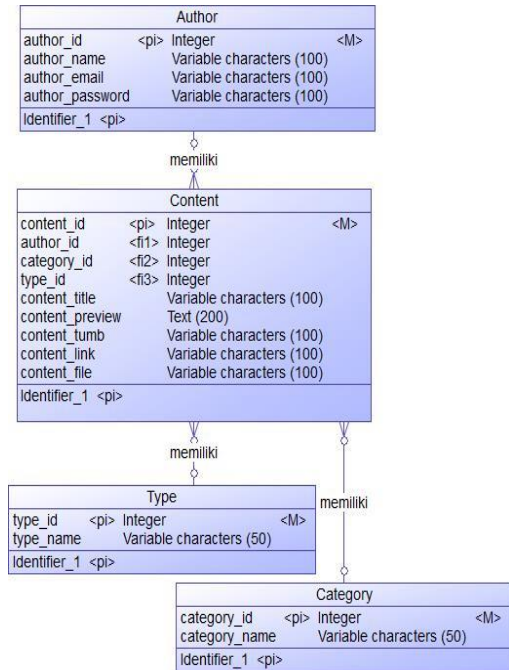 Author
author_id <pi> Integer <M>
author_name Variable characters (100)
author_email Variable characters (100)
author_password Variable characters (100)
Identifier_1 <pi>
memiliki
Content
content_id <pi> Integer <M>
author_id <fi1> Integer
category_id <fi2> Integer
type_id <fi3> Integer
content_title Variable characters (100)
content_preview Text (200)
content_tumb Variable characters (100)
content_link Variable characters (100)
content_file Variable characters (100)
Identifier_1 <pi>
memiliki
Type
type_id <pi> Integer <M>
type_name Variable characters (50)
Identifier_1 <pi>
memiliki
Category
category_id <pi> Integer <M>
category_name Variable characters (50)
Identifier_1 <pi>